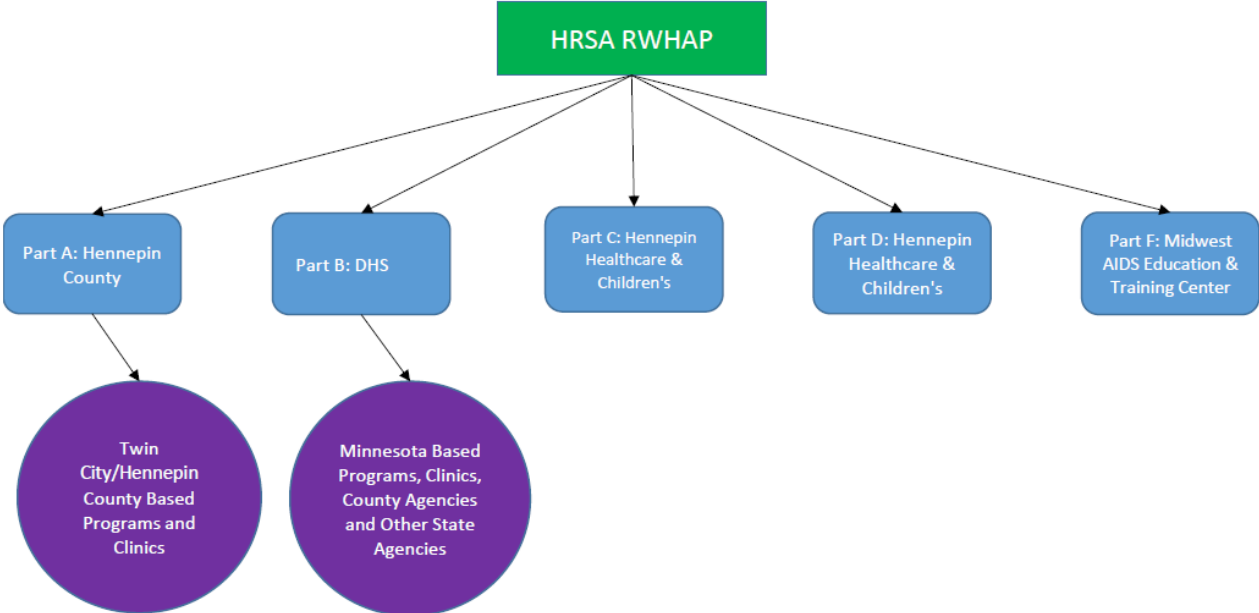 HRSA RWHAP
Part A: Hennepin
County
Part B: DHS
Part C: Hennepin
Healthcare &
Children's
Part D: Hennepin
Healthcare &
Children's
Part F: Midwest
AIDS Education &
Training Center
Twin
City/Hennepin
County Based
Programs and
Clinics
Minnesota Based
Programs, Clinics,
County Agencies
and Other State
Agencies